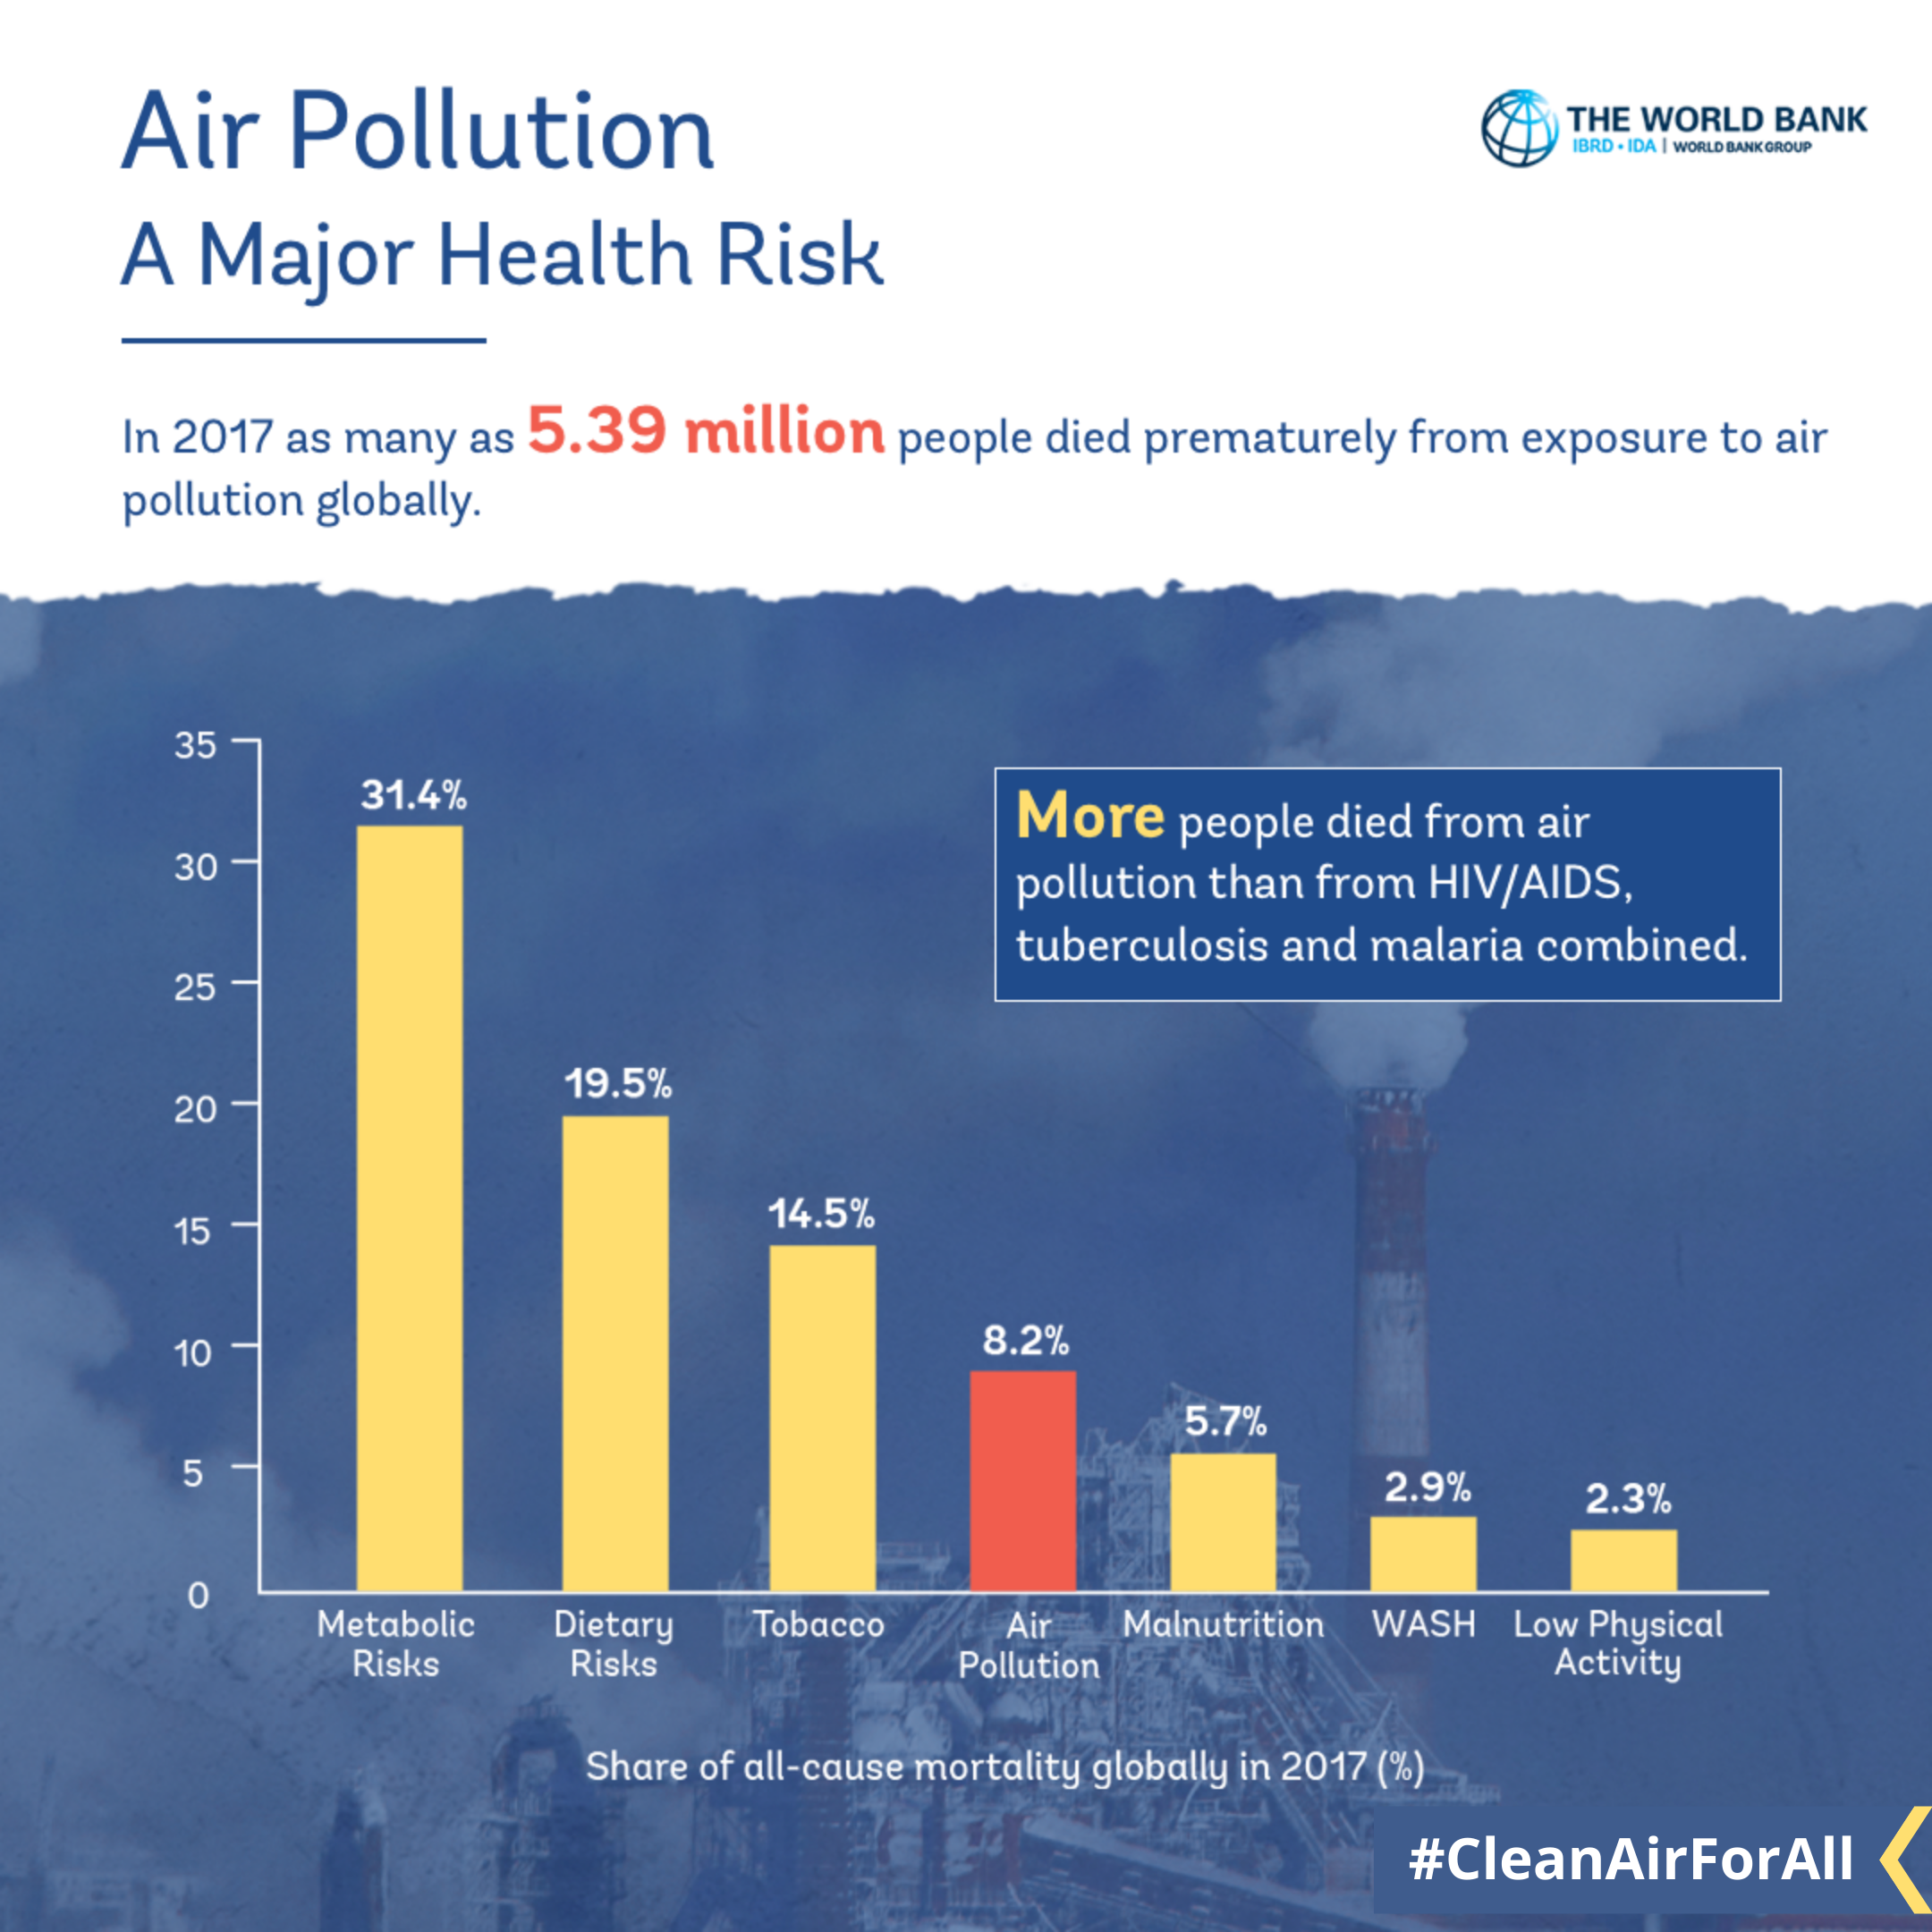 Air Pollution
A Major Health Risk
THE WORLD BANK
IBRD • IDA | WORLD BANK GROUP
In 2017 as many as 5.39 million people died prematurely from exposure to air
pollution globally.
More people died from air
pollution than from HIV/AIDS,
tuberculosis and malaria combined.
35
30
25
20
15
10
5
0
31.4%
19.5%
14.5%
8.2%
5.7%
2.9%
2.3%
Metabolic
Risks
Dietary
Risks
Tobacco
Air
Pollution
Malnutrition
WASH
Low Physical
Activity
Share of all-cause mortality globally in 2017 (%)
#CleanAirForAll